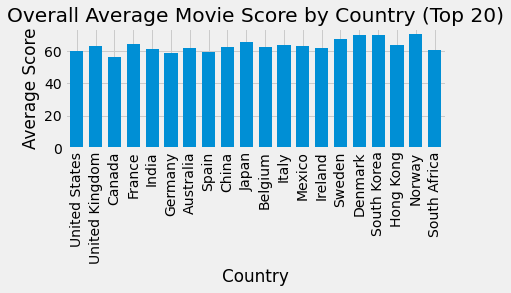 Overall Average Movie Score by Country (Top 20)
Average Score
60
40
20
0
United States
United Kingdom
Canada
France
India
Germany
Australia
Spain
China
Japan
Belgium
Italy
Mexico
Ireland
Sweden
Denmark
South Korea
Hong Kong
Norway
South Africa
Country